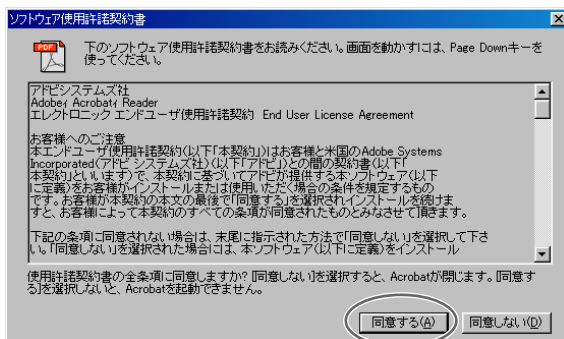 ソフトウェア使用許諾契約書
PDF
下のソフトウェア使用許諾契約書をお読みください。画面を動かすには、Page Downキーを
使ってください。
アドビシステムズ社
Adobeｨ Acrobatｨ Reader
エレクトロニック エンドユーザ使用許諾契約 End User License Agreement
お客様へのご注意
本エンドユーザ使用許諾契約(以下「本契約」)はお客様と米国のAdobe Systems
Incorporated(アドビ システムズ社)(以下「アドビ」)との間の契約書(以下「
本契約」といいます)で、本契約に基づいてアドビが提供する本ソフトウェア(以下
に定義)をお客様がインストールまたは使用いただく場合の条件を規定するもの
です。お客様が本契約の本文の最後で「同意する」を選択されインストールを続けま
すと、お客様によって本契約のすべての条項が同意されたものとみなさせて頂きます。
下記の条項に同意されない場合は、末尾に指示された方法で「同意しない」を選択して下さ
い。「同意しない」を選択された場合には、本ソフトウェア(以下に定義)をインストール
使用許諾契約書の全条項に同意しますか? [同意しない]を選択すると、Acrobatが閉じます。[同意す
る]を選択しないと、Acrobatを起動できません。
同意する(A)
同意しない(D)